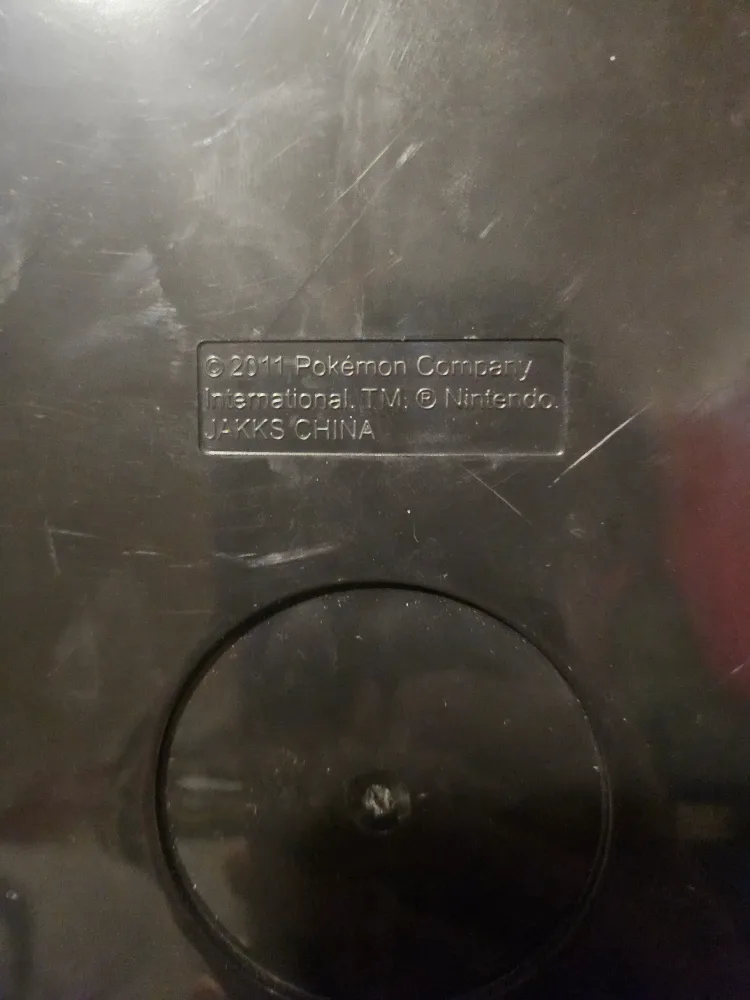 © 2011 Pokémon Company
International. TM, ® Nintendo.
JAKKS CHINA